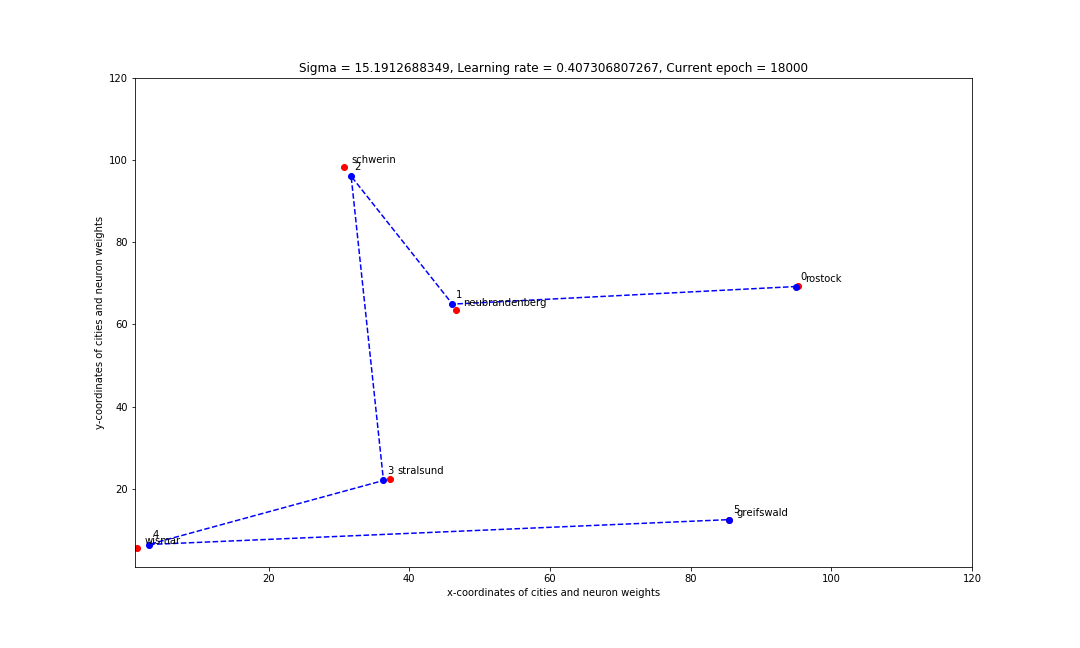 Sigma = 15.1912688349, Learning rate = 0.407306807267, Current epoch = 18000
120
100
80
60
40
20
y-coordinates of cities and neuron weights
schwerin
2
0
rostock
1
neubrandenberg
3 stralsund
5
greifswald
4
wismar
20 40 60 80 100 120
x-coordinates of cities and neuron weights